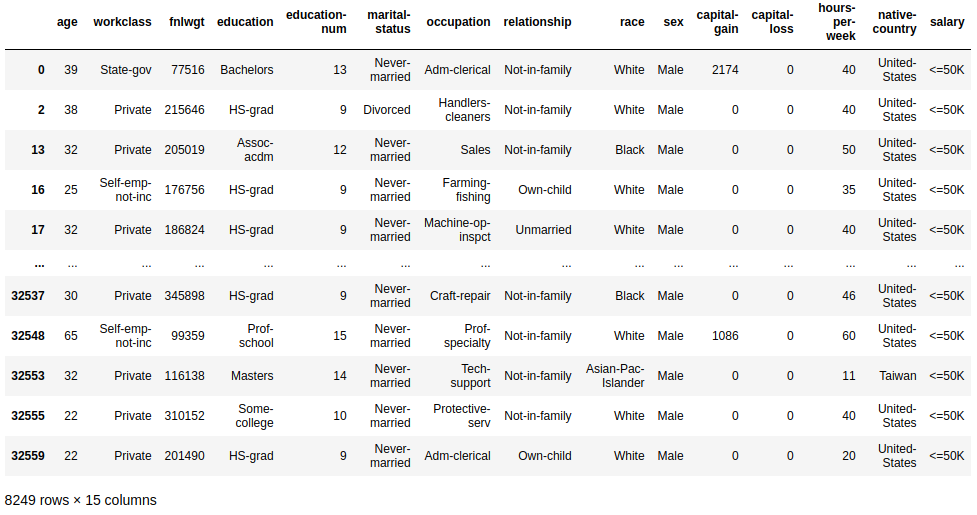 age workclass fnlwgt education education-num marital-status occupation relationship race sex capital-gain capital-loss hours-per-week native-country salary
0 39 State-gov 77516 Bachelors 13 Never-married Adm-clerical Not-in-family White Male 2174 0 40 United-States <=50K
2 38 Private 215646 HS-grad 9 Divorced Handlers-cleaners Not-in-family White Male 0 0 40 United-States <=50K
13 32 Private 205019 Assoc-acdm 12 Never-married Sales Not-in-family Black Male 0 0 50 United-States <=50K
16 25 Self-emp-not-inc 176756 HS-grad 9 Never-married Farming-fishing Own-child White Male 0 0 35 United-States <=50K
17 32 Private 186824 HS-grad 9 Never-married Machine-op-inspct Unmarried White Male 0 0 40 United-States <=50K
... ... ... ... ... ... ... ... ... ... ... ... ... ... ... ...
32537 30 Private 345898 HS-grad 9 Never-married Craft-repair Not-in-family Black Male 0 0 46 United-States <=50K
32548 65 Self-emp-not-inc 99359 Prof-school 15 Never-married Prof-specialty Not-in-family White Male 1086 0 60 United-States <=50K
32553 32 Private 116138 Masters 14 Never-married Tech-support Not-in-family Asian-Pac-Islander Male 0 0 11 Taiwan <=50K
32555 22 Private 310152 Some-college 10 Never-married Protective-serv Not-in-family White Male 0 0 40 United-States <=50K
32559 22 Private 201490 HS-grad 9 Never-married Adm-clerical Own-child White Male 0 0 20 United-States <=50K
8249 rows × 15 columns